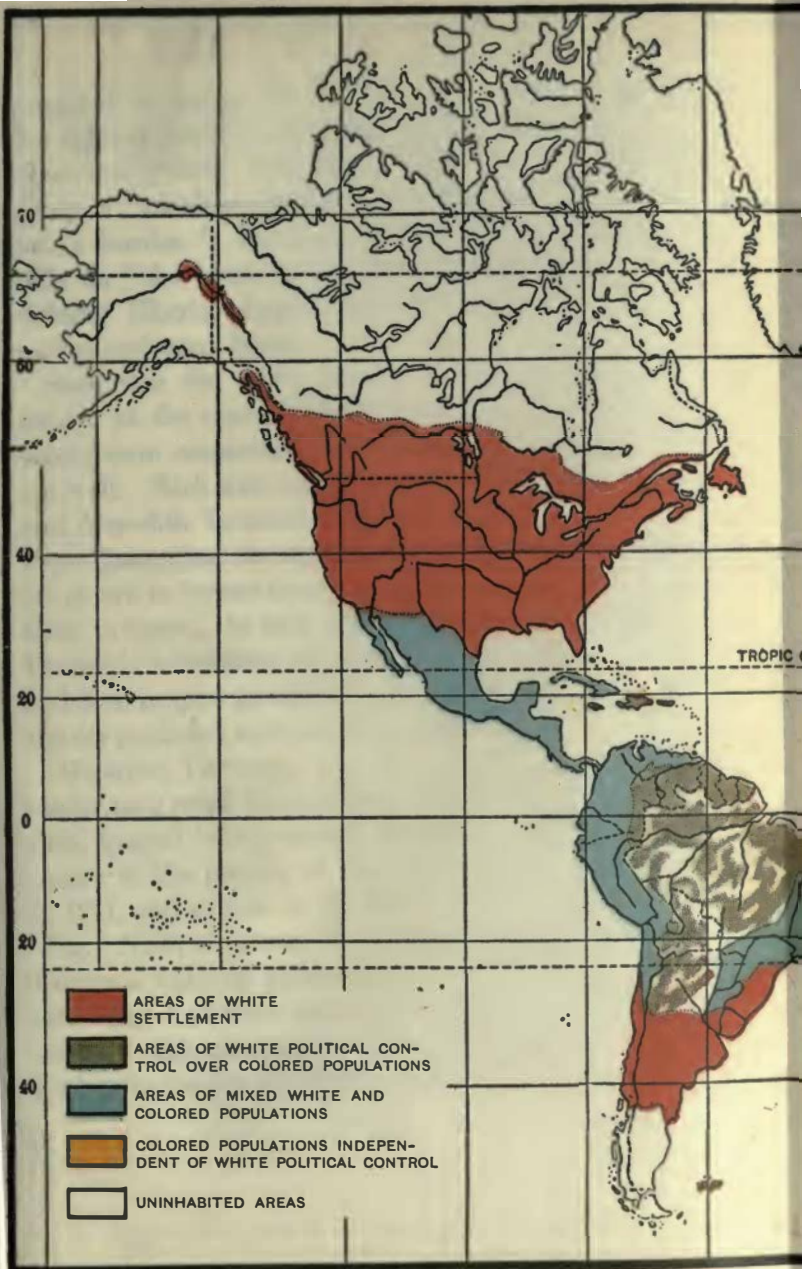 70
60
40
TROPIC
20
0
20
AREAS OF WHITE
SETTLEMENT
AREAS OF WHITE POLITICAL CON-
TROL OVER COLORED POPULATIONS
40
AREAS OF MIXED WHITE AND
COLORED POPULATIONS
COLORED POPULATIONS INDEPEN-
DENT OF WHITE POLITICAL CONTROL
UNINHABITED AREAS